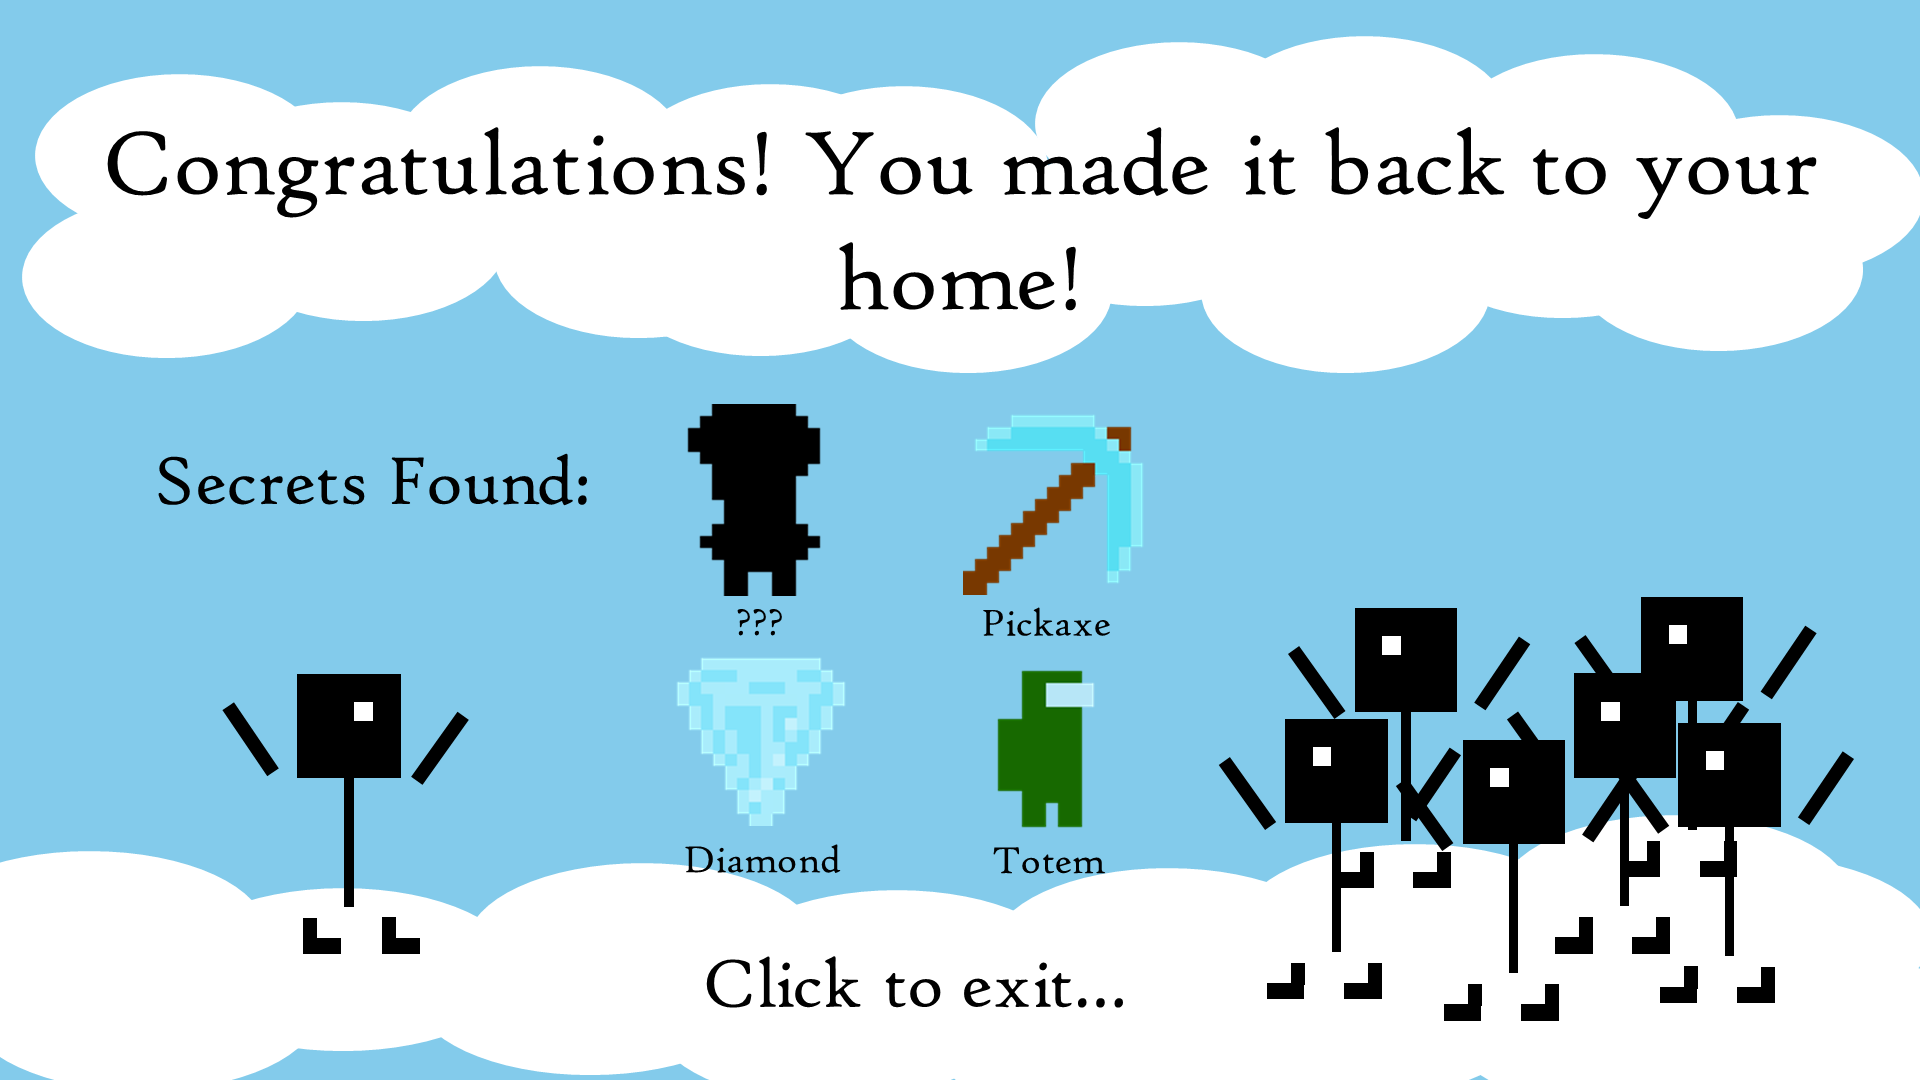 Congratulations! You made it back to your
home!
Secrets Found:
???
Pickaxe
Diamond
Totem
Click to exit...